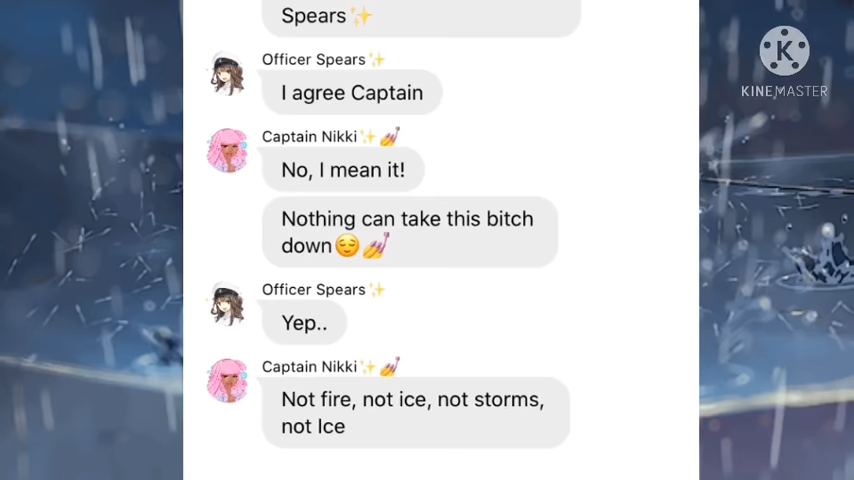 Spears✨
Officer Spears✨
I agree Captain
Captain Nikki✨💅
No, I mean it!
Nothing can take this bitch
down😌💅
Officer Spears✨
Yep..
Captain Nikki✨💅
Not fire, not ice, not storms,
not Ice
K
KINEMASTER